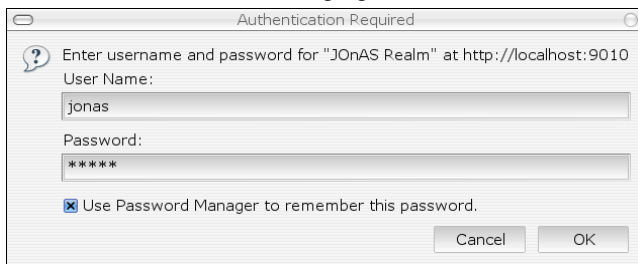 Authentication Required
Enter username and password for "JOnAS Realm" at http://localhost:9010
User Name:
jonas
Password:
*****
Use Password Manager to remember this password.
Cancel OK